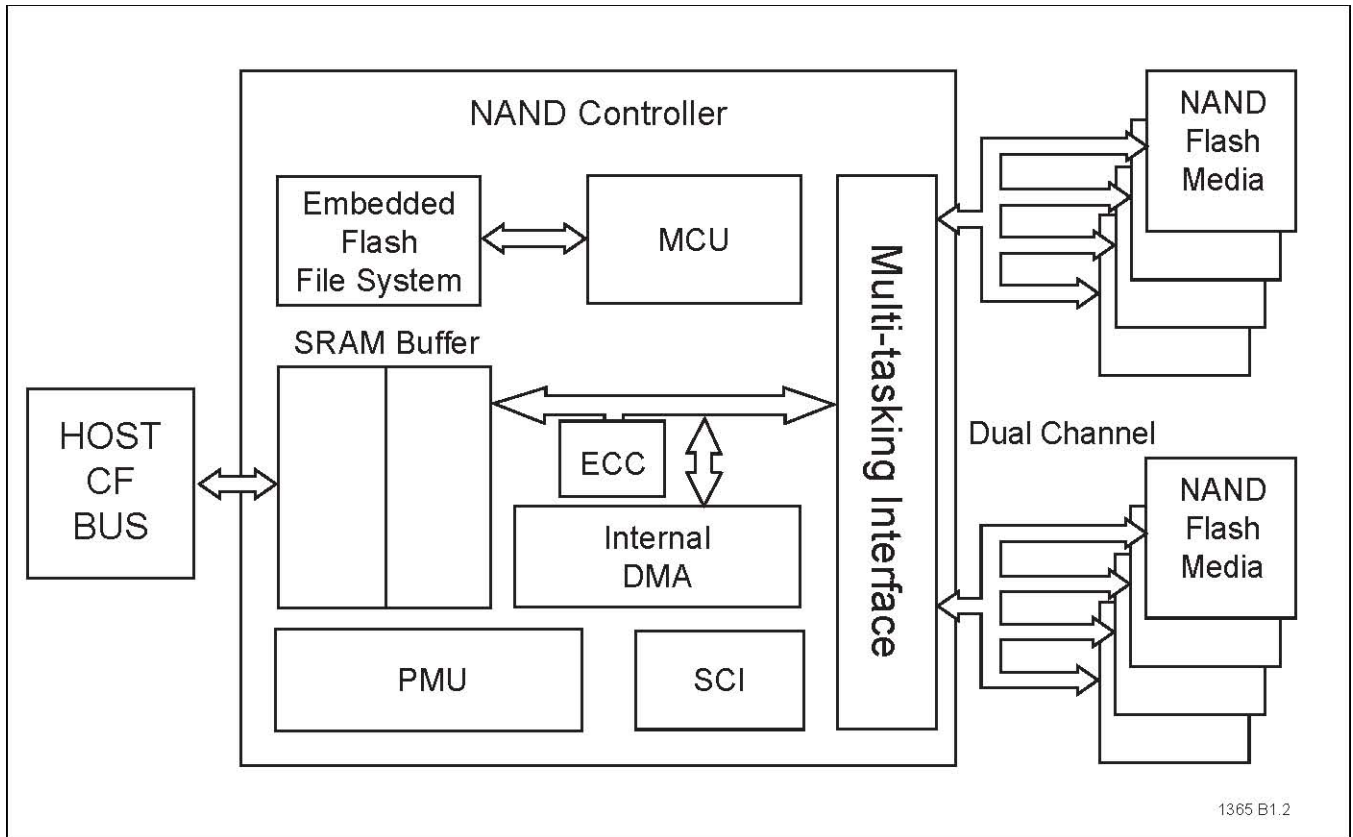 NAND Controller
Embedded
Flash
File System
MCU
SRAM Buffer
HOST
CF
BUS
ECC
Internal
DMA
PMU
SCI
Multi-tasking Interface
NAND
Flash
Media
Dual Channel
NAND
Flash
Media
1365 B1.2